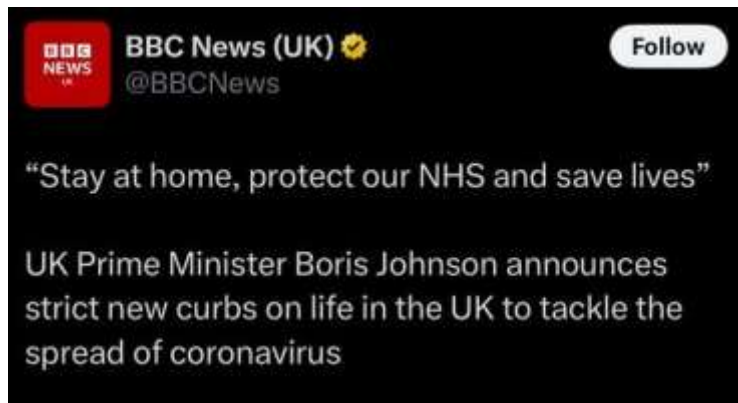 BBC
NEWS
UK
BBC News (UK)
@BBCNews
Follow
“Stay at home, protect our NHS and save lives”
UK Prime Minister Boris Johnson announces
strict new curbs on life in the UK to tackle the
spread of coronavirus